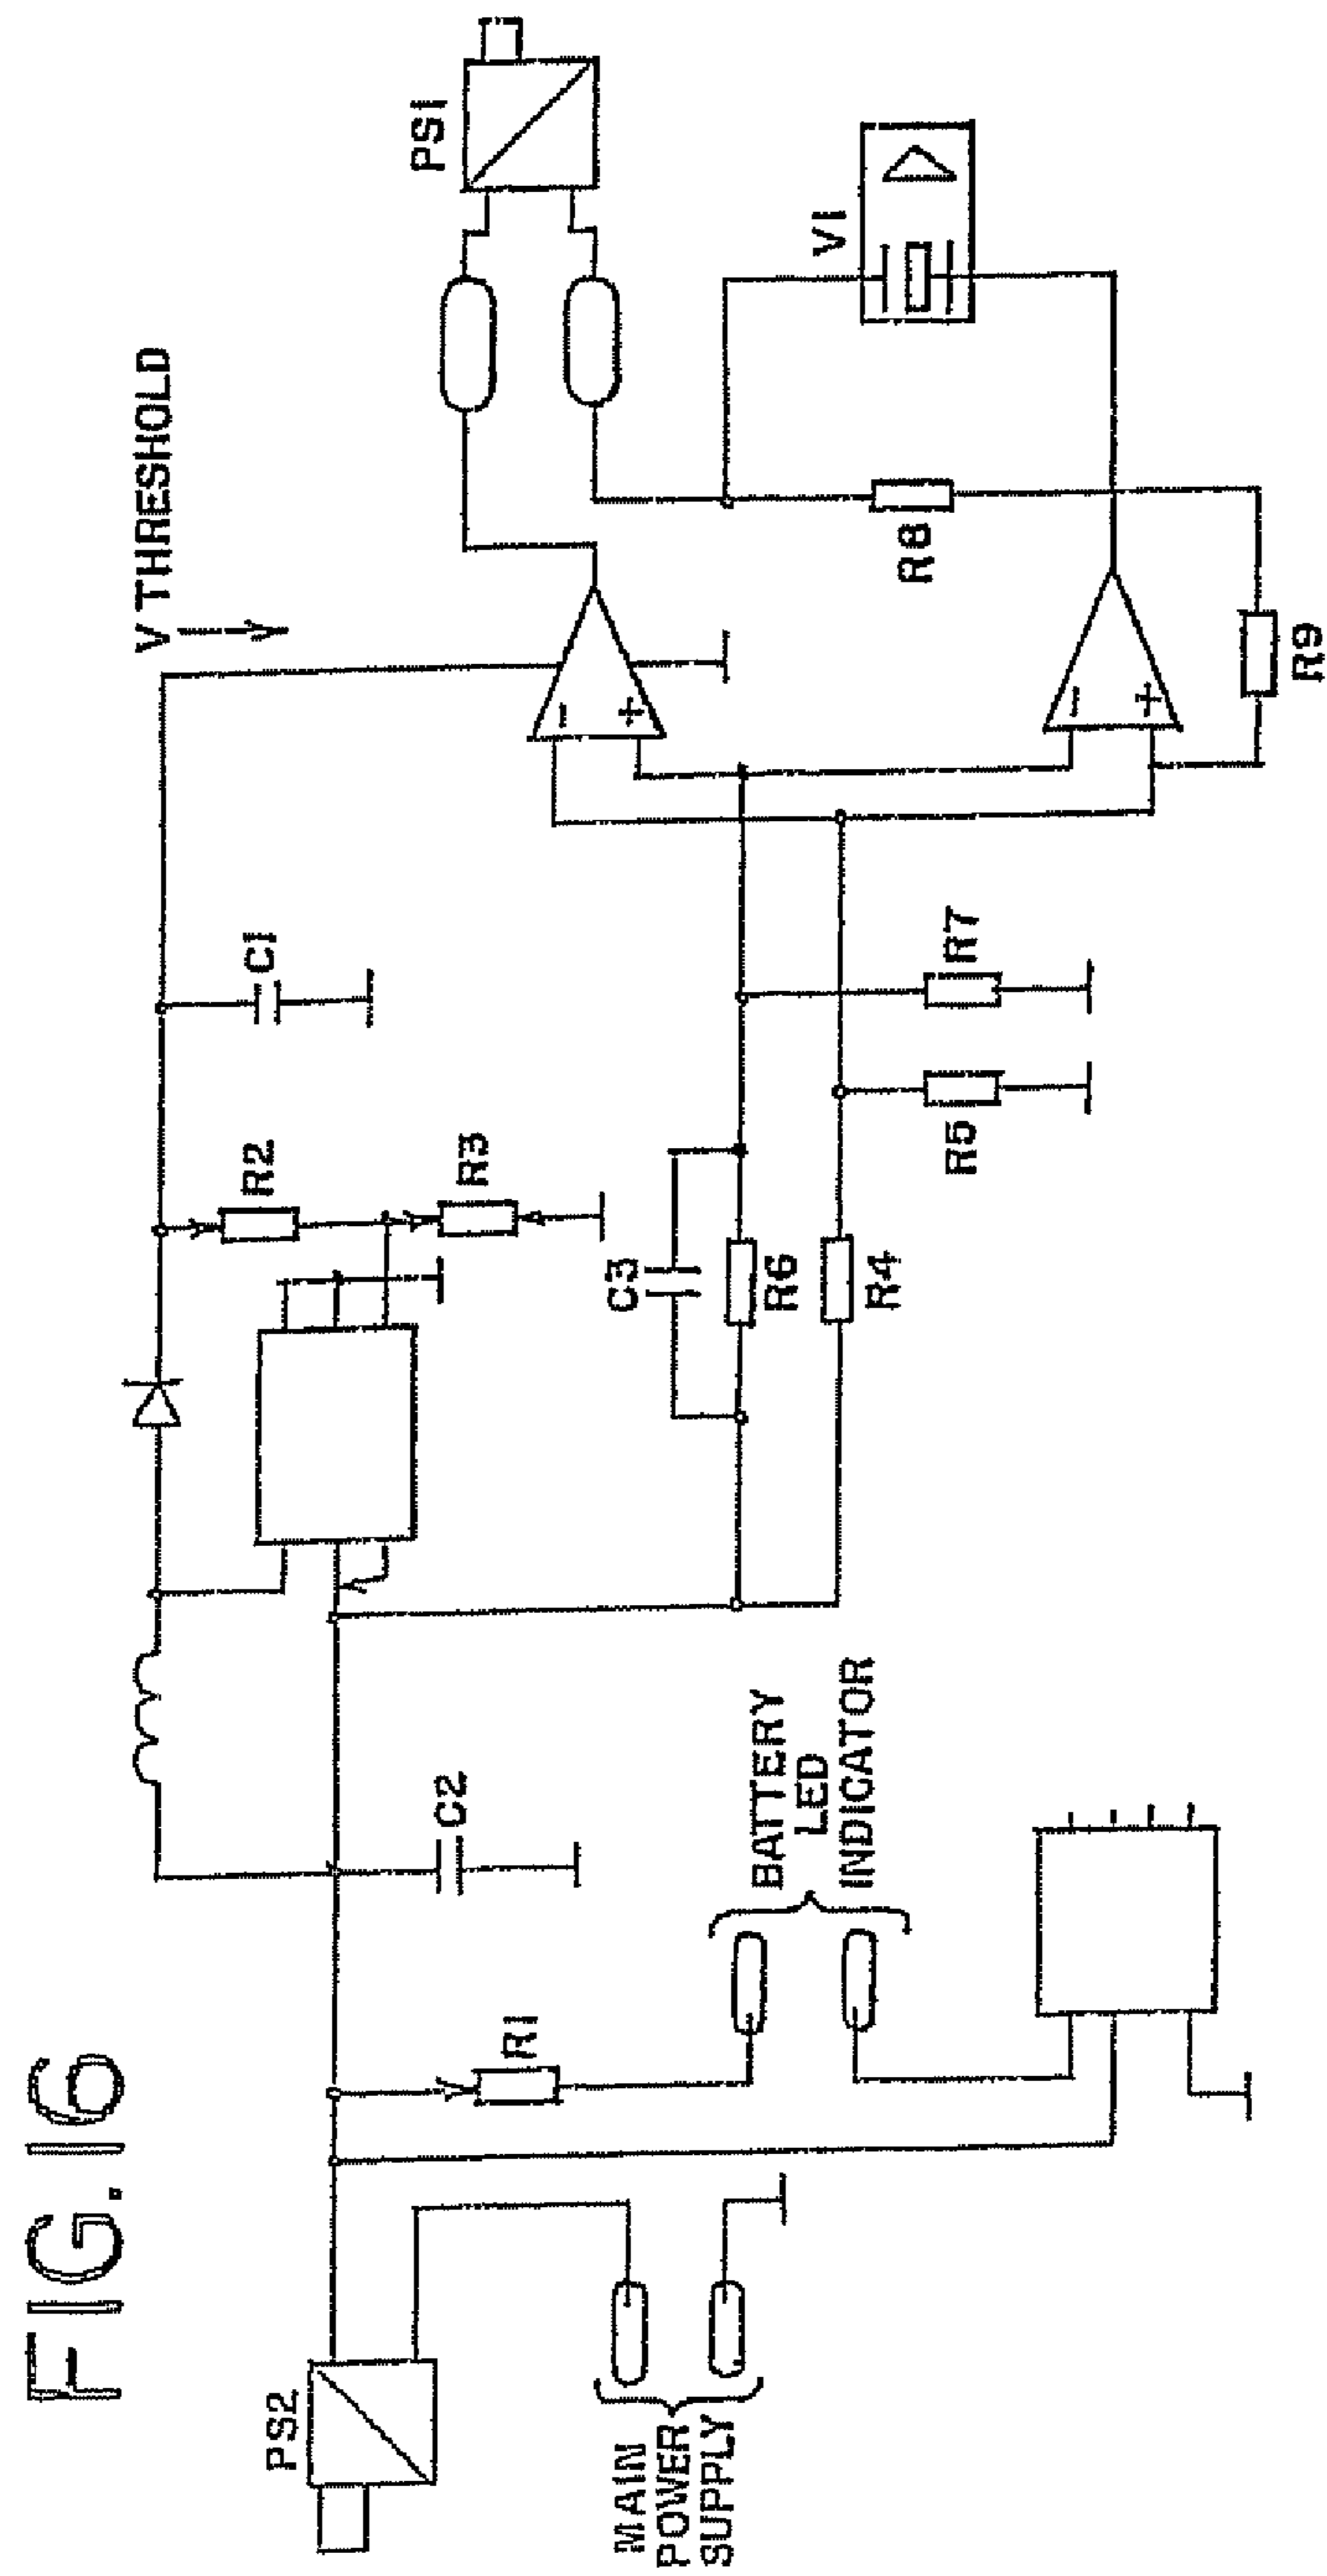 FIG.16
PS2
MAIN
POWER
SUPPLY
R1
BATTERY
LED
INDICATOR
C2
R2
R3
C1
C3
R6
R4
R5
R7
V THRESHOLD
−
+
−
+
R9
R8
PS1
V1